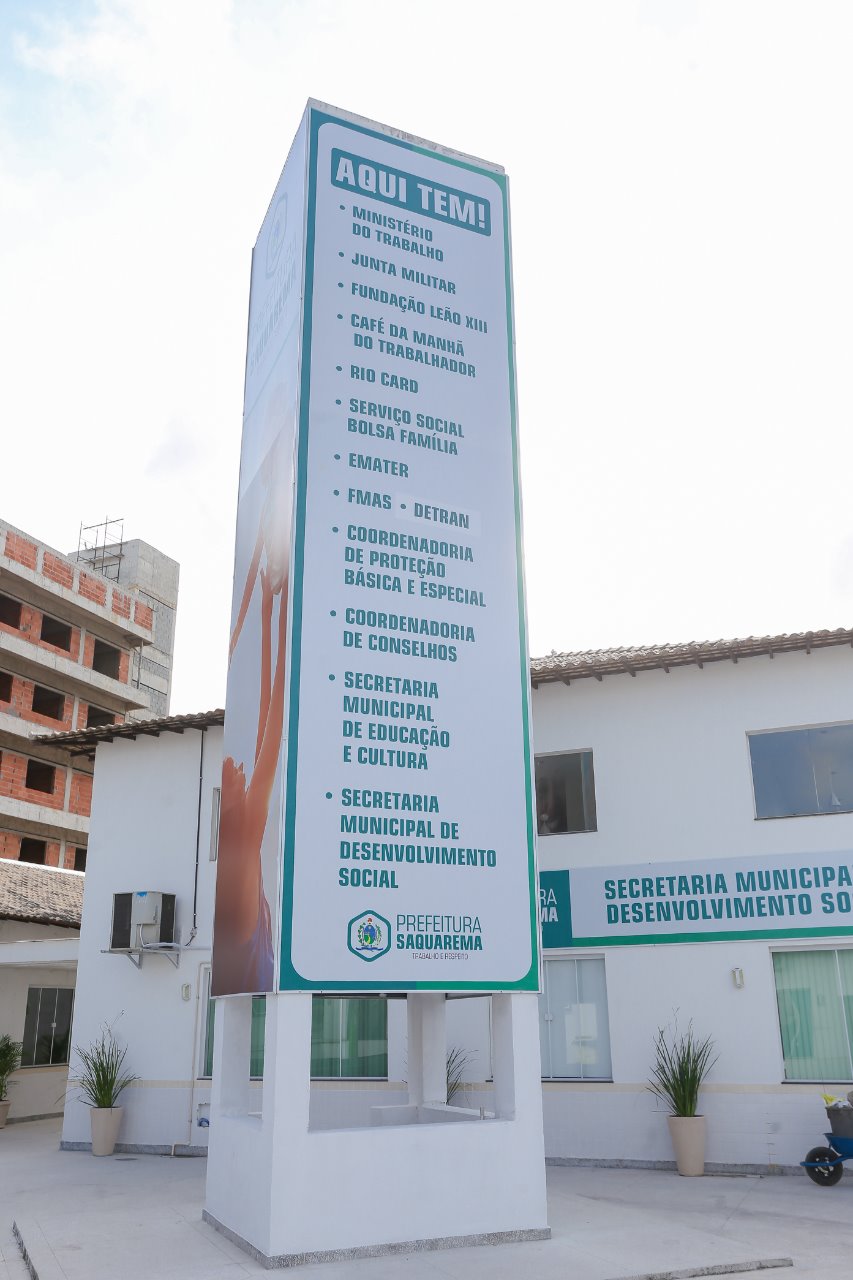 AQUI TEM!
• MINISTÉRIO
DO TRABALHO
• JUNTA MILITAR
• FUNDAÇÃO LEÃO XIII
• CAFÉ DA MANHÃ
DO TRABALHADOR
• RIO CARD
• SERVIÇO SOCIAL
BOLSA FAMÍLIA
• EMATER
• FMAS • DETRAN
• COORDENADORIA
DE PROTEÇÃO
BÁSICA E ESPECIAL
• COORDENADORIA
DE CONSELHOS
• SECRETARIA
MUNICIPAL
DE EDUCAÇÃO
E CULTURA
• SECRETARIA
MUNICIPAL DE
DESENVOLVIMENTO
SOCIAL
PREFEITURA
SAQUAREMA
TRABALHO E RESPEITO
SECRETARIA MUNICIPA
DESENVOLVIMENTO SO